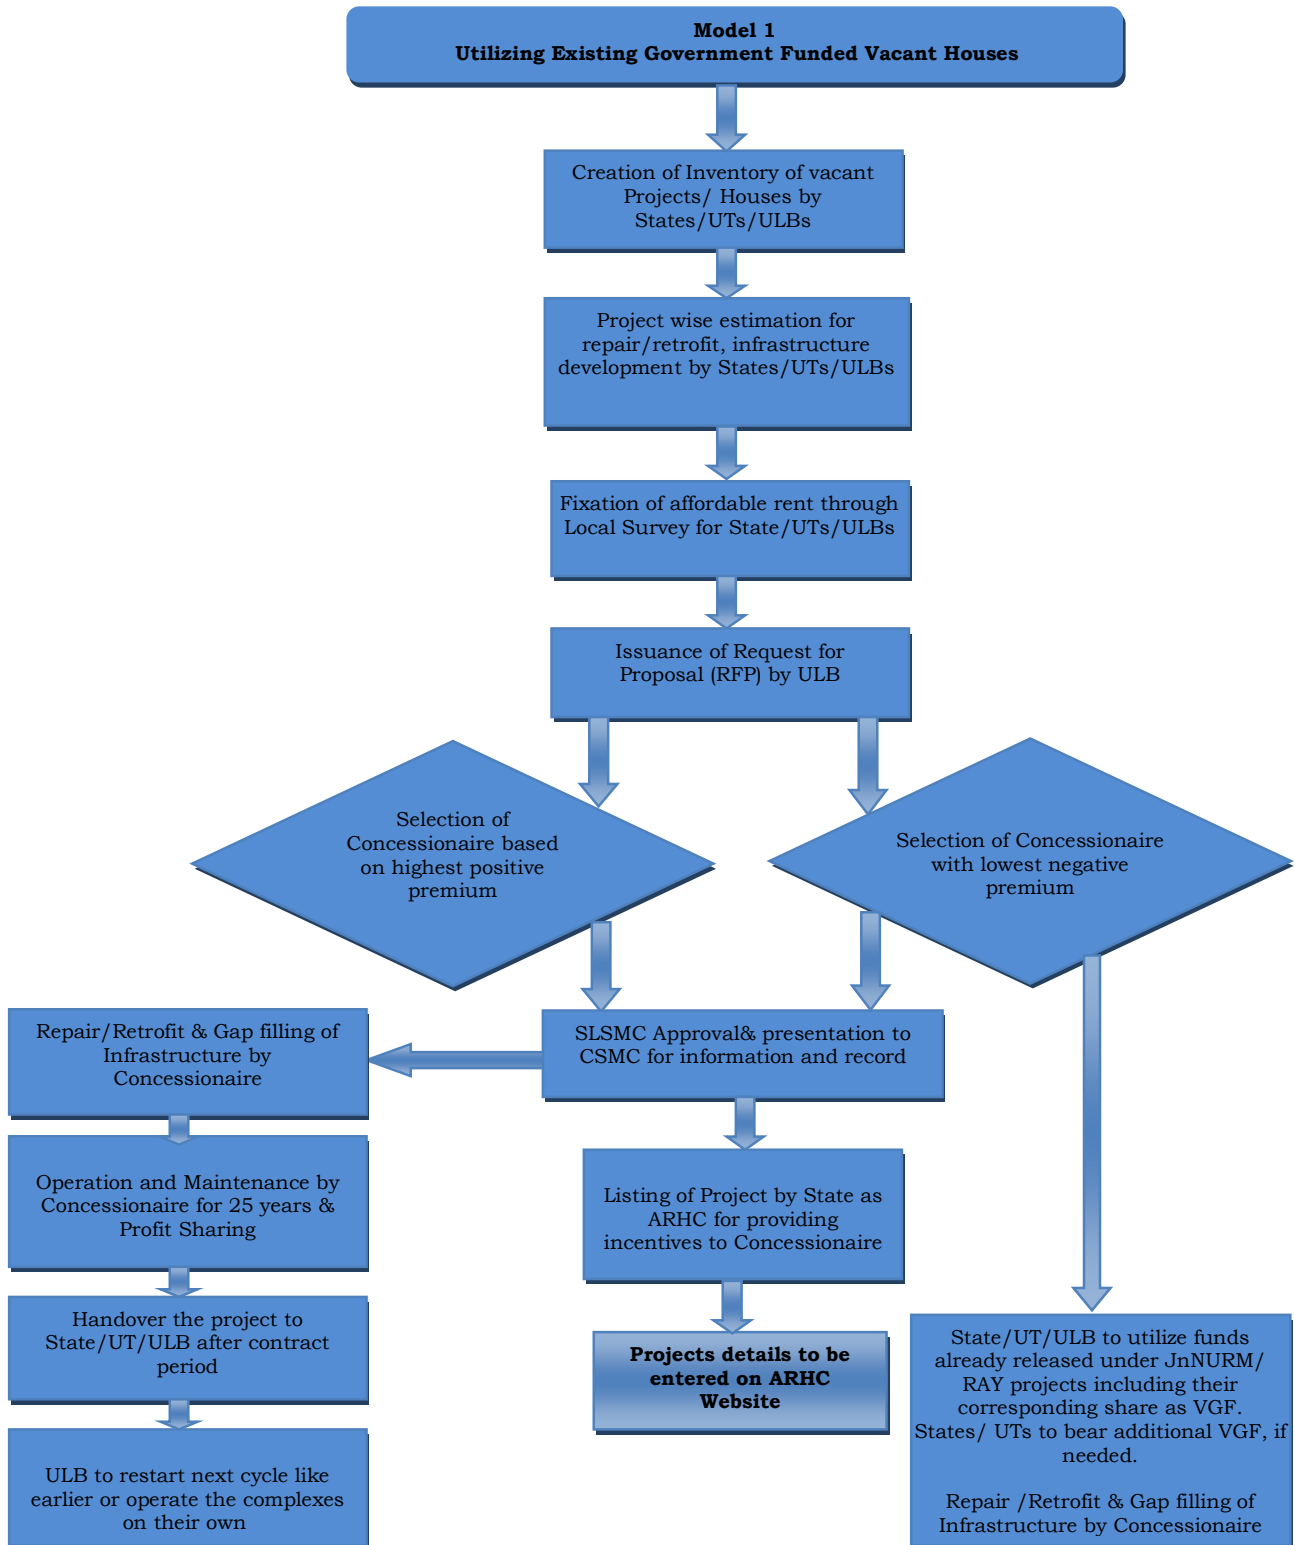 Model 1
Utilizing Existing Government Funded Vacant Houses
Creation of Inventory of vacant
Projects/ Houses by
States/UTs/ULBs
Project wise estimation for
repair/retrofit, infrastructure
development by States/UTs/ULBs
Fixation of affordable rent through
Local Survey for State/UTs/ULBs
Issuance of Request for
Proposal (RFP) by ULB
Selection of
Concessionaire based
on highest positive
premium
Selection of Concessionaire
with lowest negative
premium
SLSMC Approval& presentation to
CSMC for information and record
Repair/Retrofit & Gap filling of
Infrastructure by
Concessionaire
Operation and Maintenance by
Concessionaire for 25 years &
Profit Sharing
Handover the project to
State/UT/ULB after contract
period
ULB to restart next cycle like
earlier or operate the complexes
on their own
Listing of Project by State as
ARHC for providing
incentives to Concessionaire
Projects details to be
entered on ARHC
Website
State/UT/ULB to utilize funds
already released under JnNURM/
RAY projects including their
corresponding share as VGF.
States/ UTs to bear additional VGF, if
needed.
Repair /Retrofit & Gap filling of
Infrastructure by Concessionaire